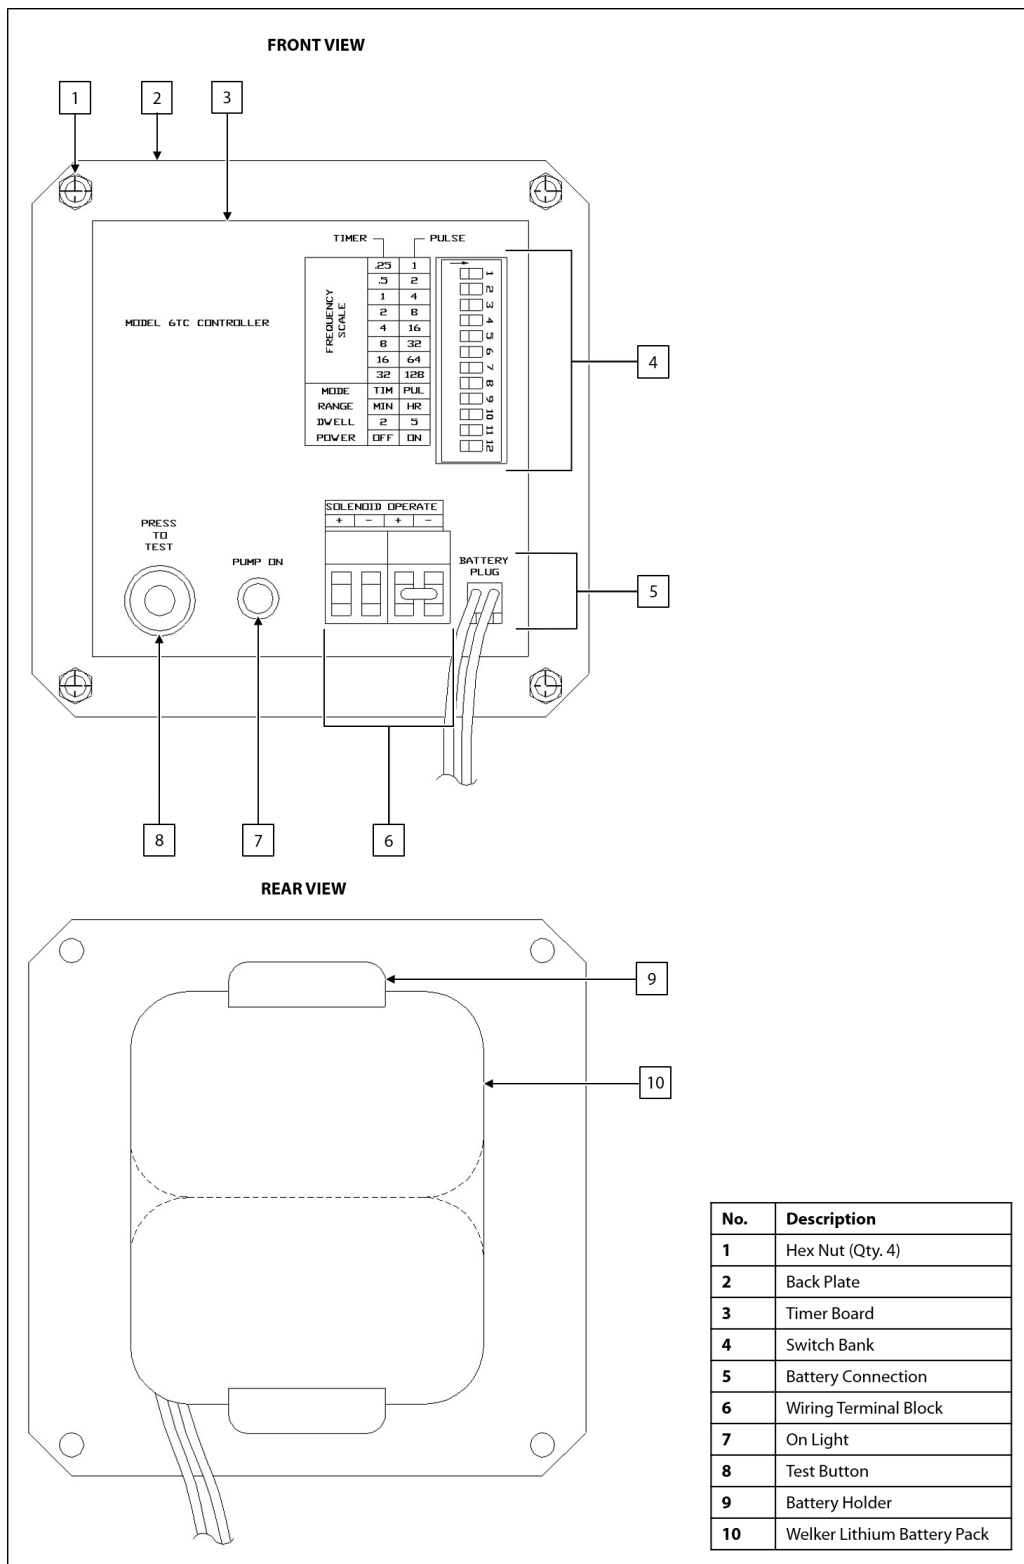 FRONT VIEW
1
2
3
TIMER
PULSE
.25 1
.5 2
1 4
2 8
4 16
8 32
16 64
32 128
FREQUENCY
SCALE
MODE TIM PUL
RANGE MIN HR
DWELL 2 5
POWER OFF ON
1
2
3
4
5
6
7
8
9
10
11
12
MODEL 6TC CONTROLLER
4
SOLENOID OPERATE
+ - + -
PRESS
TO
TEST
PUMP ON
BATTERY
PLUG
5
8
7
6
REAR VIEW
9
10
No. Description
1 Hex Nut (Qty. 4)
2 Back Plate
3 Timer Board
4 Switch Bank
5 Battery Connection
6 Wiring Terminal Block
7 On Light
8 Test Button
9 Battery Holder
10 Welker Lithium Battery Pack